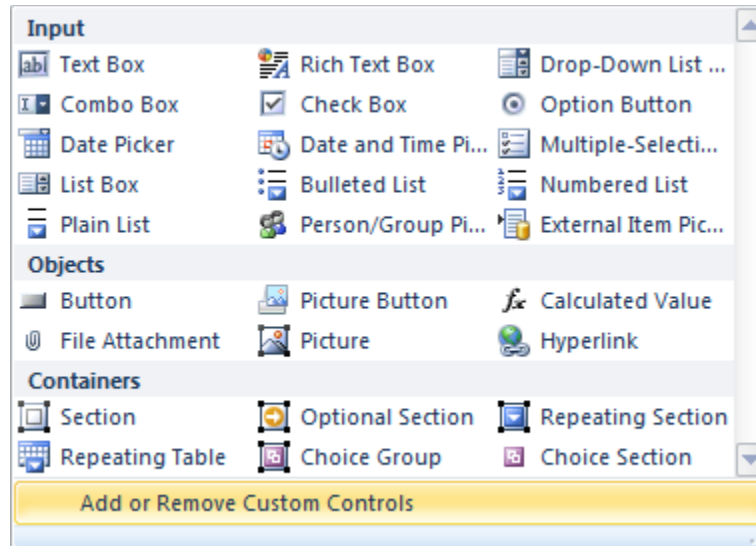 Input
Text Box Rich Text Box Drop-Down List ...
Combo Box Check Box Option Button
Date Picker Date and Time Pi... Multiple-Selecti...
List Box Bulleted List Numbered List
Plain List Person/Group Pi... External Item Pic...
Objects
Button Picture Button Calculated Value
File Attachment Picture Hyperlink
Containers
Section Optional Section Repeating Section
Repeating Table Choice Group Choice Section
Add or Remove Custom Controls